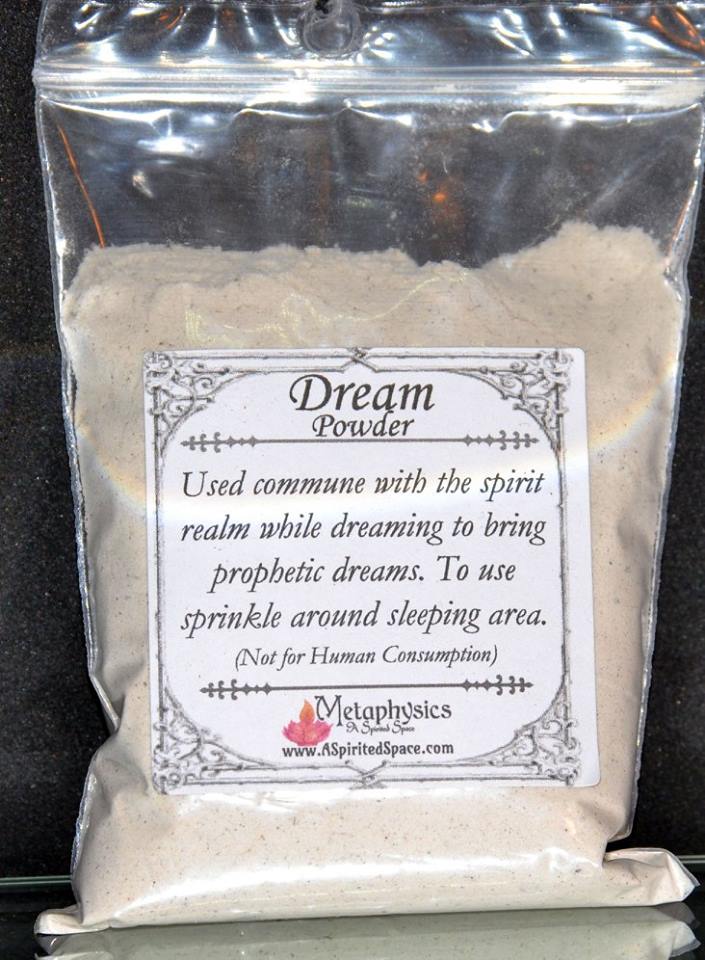 Dream
Powder
Used commune with the spirit
realm while dreaming to bring
prophetic dreams. To use
sprinkle around sleeping area.
(Not for Human Consumption)
Metaphysics
A Spirited Space
www.ASpiritedSpace.com